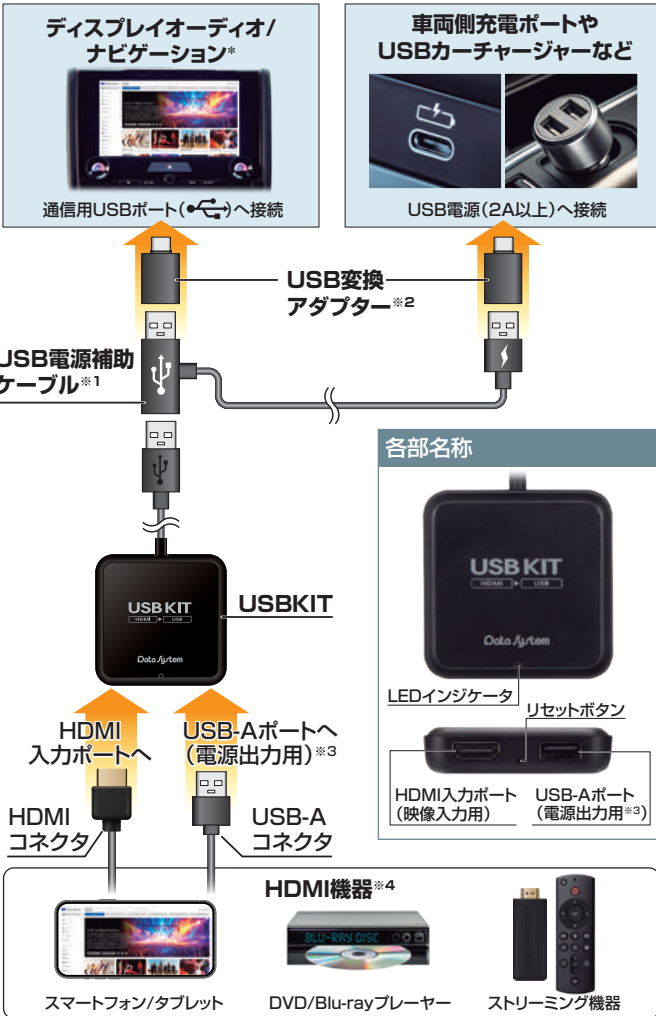 ディスプレイオーディオ/
ナビゲーション*
通信用USBポート( )へ接続
車両側充電ポートや
USBカーチャージャーなど
USB電源(2A以上)へ接続
USB変換
アダプター※2
USB電源補助
ケーブル※1
USB KIT
HDMI ▶ USB
Data System
USBKIT
HDMI
入力ポートへ
USB-Aポートへ
(電源出力用)※3
HDMI
コネクタ
USB-A
コネクタ
各部名称
USB KIT
HDMI ▶ USB
Data System
LEDインジケータ
リセットボタン
HDMI入力ポート
(映像入力用)
USB-Aポート
(電源出力用※3)
HDMI機器※4
BLU-RAY DISC
スマートフォン/タブレット
DVD/Blu-rayプレーヤー
ストリーミング機器